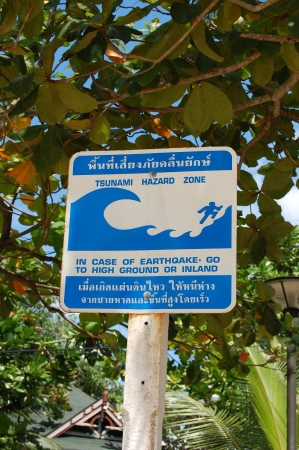 พื้นที่เสี่ยงภัยคลื่นยักษ์
TSUNAMI HAZARD ZONE
IN CASE OF EARTHQAKE, GO
TO HIGH GROUND OR INLAND
เมื่อเกิดแผ่นดินไหว ให้หนีห่าง
จากชายหาดและขึ้นที่สูงโดยเร็ว